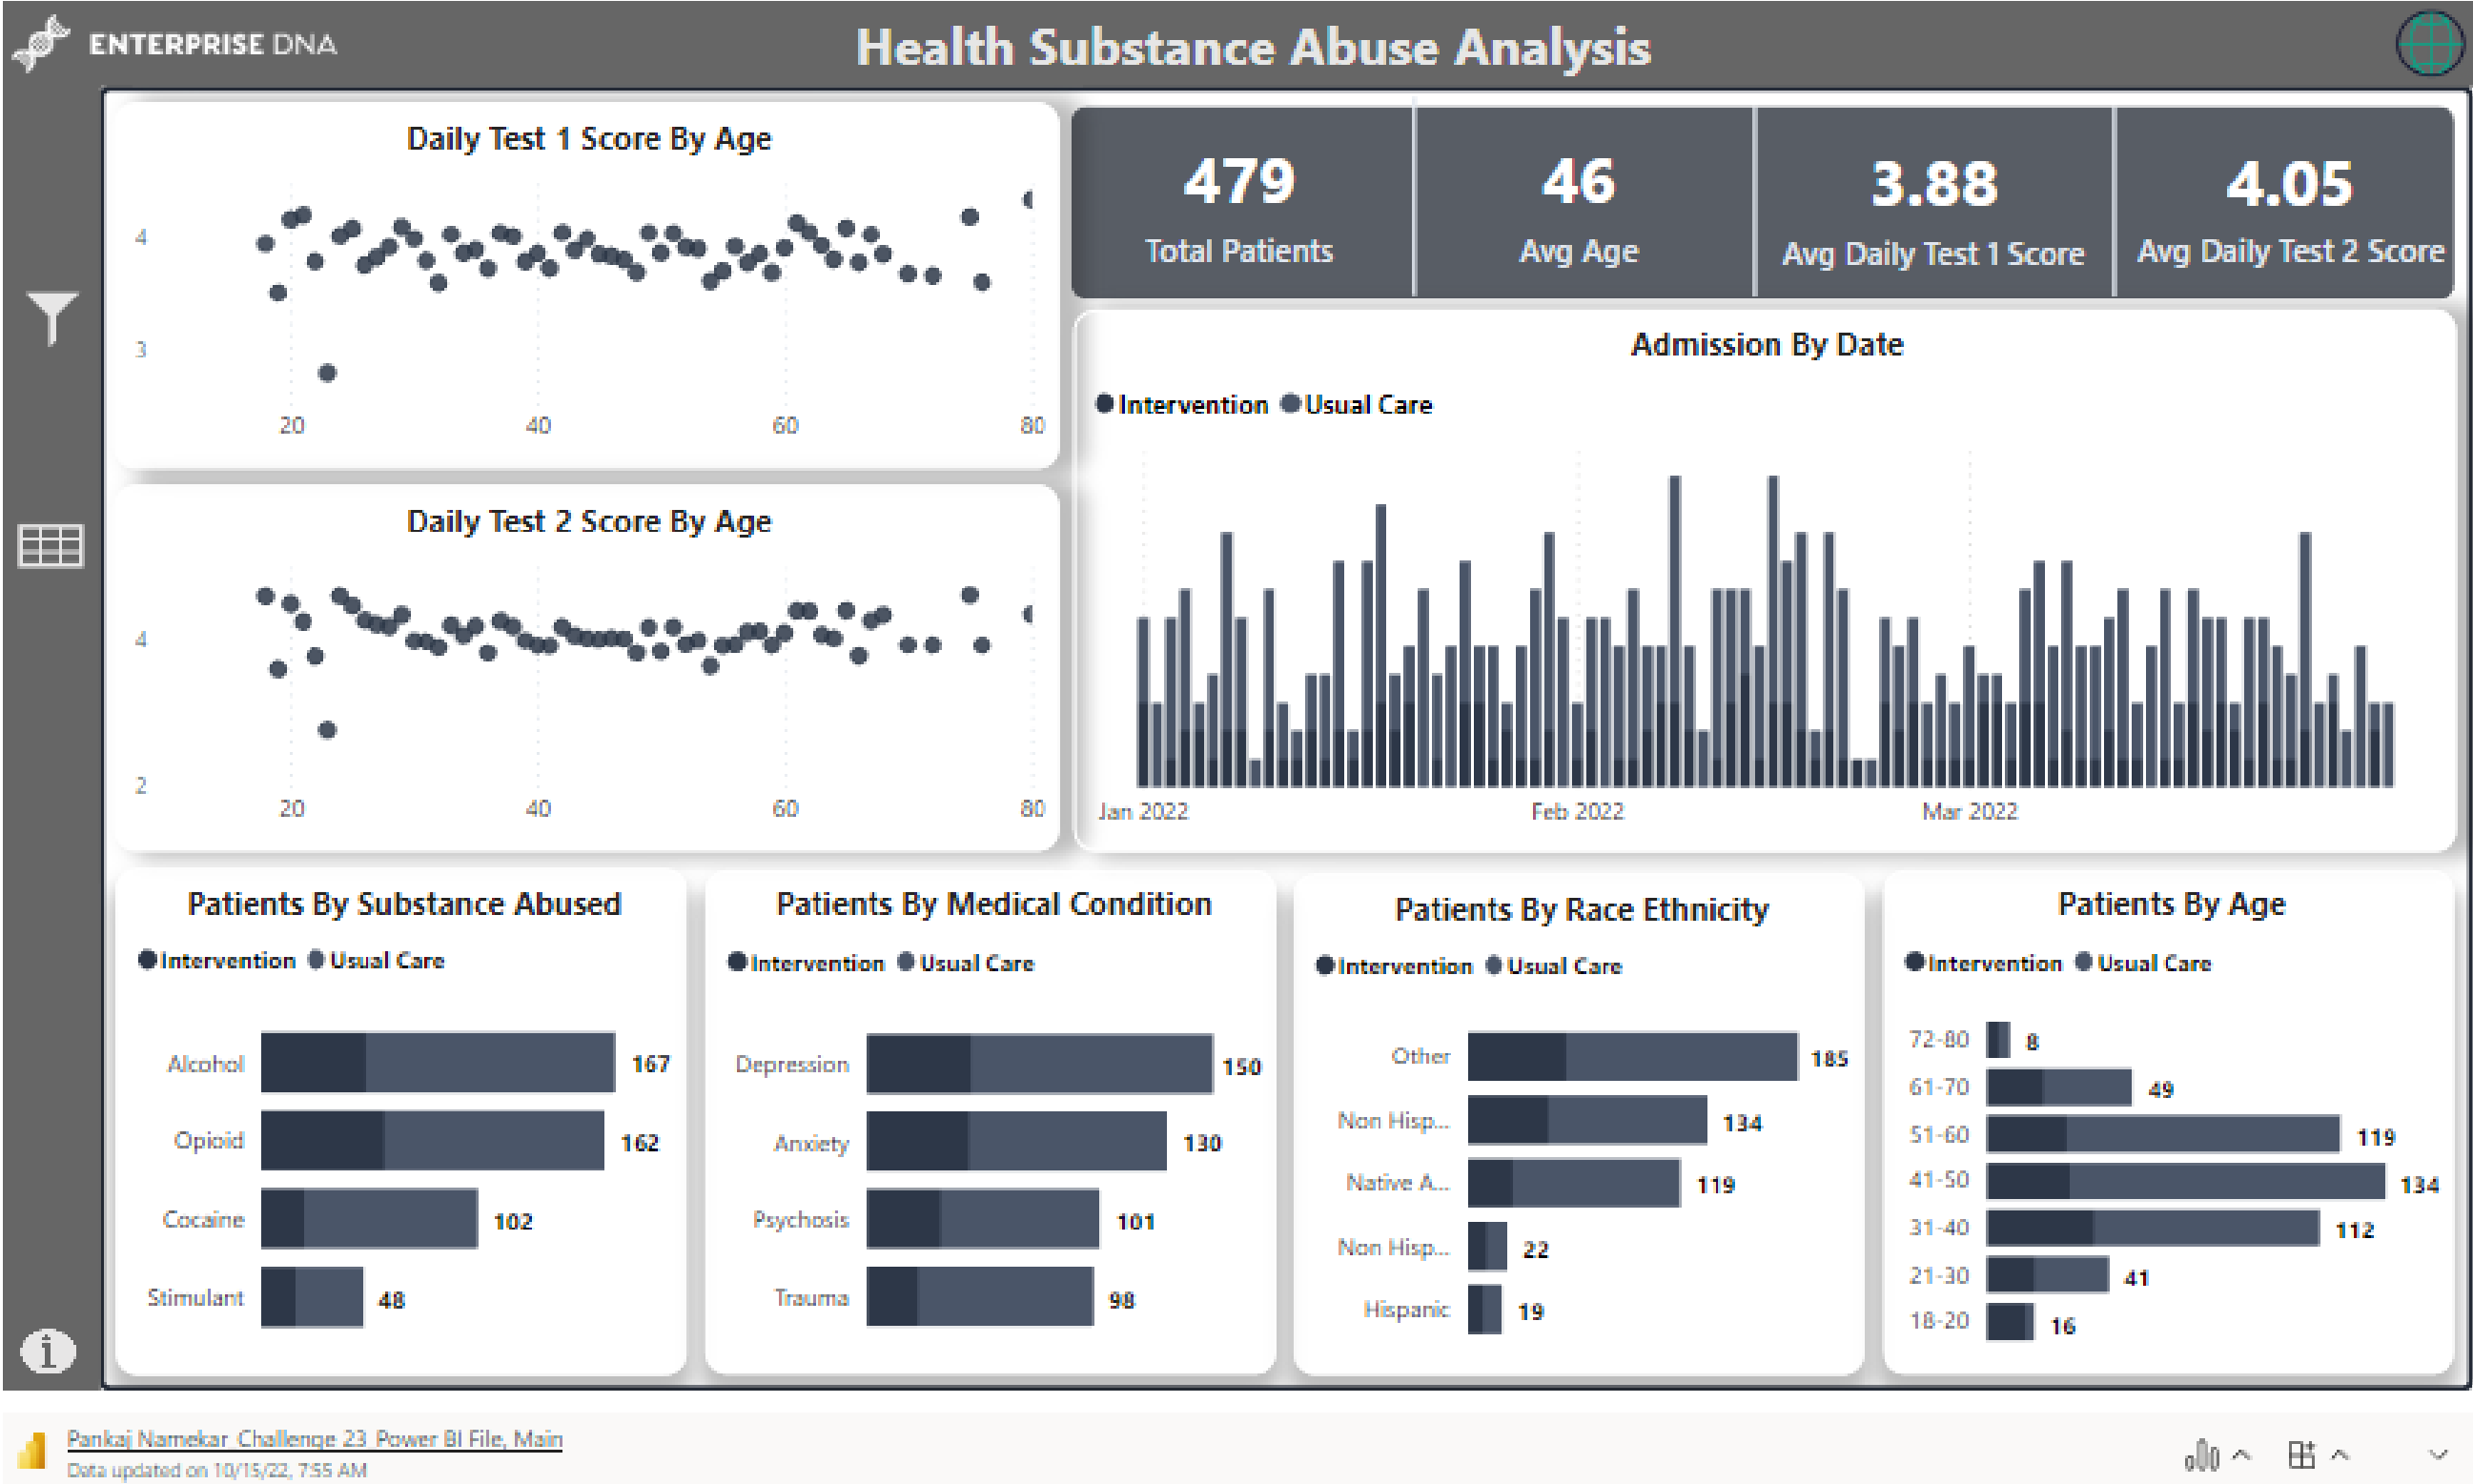 ENTERPRISE DNA
Health Substance Abuse Analysis
Daily Test 1 Score By Age
4
3
20 40 60 80
479
Total Patients
46
Avg Age
3.88
Avg Daily Test 1 Score
4.05
Avg Daily Test 2 Score
Daily Test 2 Score By Age
4
2
20 40 60 80
Admission By Date
Intervention Usual Care
Jan 2022 Feb 2022 Mar 2022
Patients By Substance Abused
Intervention Usual Care
Alcohol 167
Opioid 162
Cocaine 102
Stimulant 48
Patients By Medical Condition
Intervention Usual Care
Depression 150
Anxiety 130
Psychosis 101
Trauma 98
Patients By Race Ethnicity
Intervention Usual Care
Other 185
Non Hisp... 134
Native A... 119
Non Hisp... 22
Hispanic 19
Patients By Age
Intervention Usual Care
72-80 8
61-70 49
51-60 119
41-50 134
31-40 112
21-30 41
18-20 16
i
Pankaj Namekar Challenge 23 Power BI File, Main
Data updated on 10/15/22, 7:55 AM